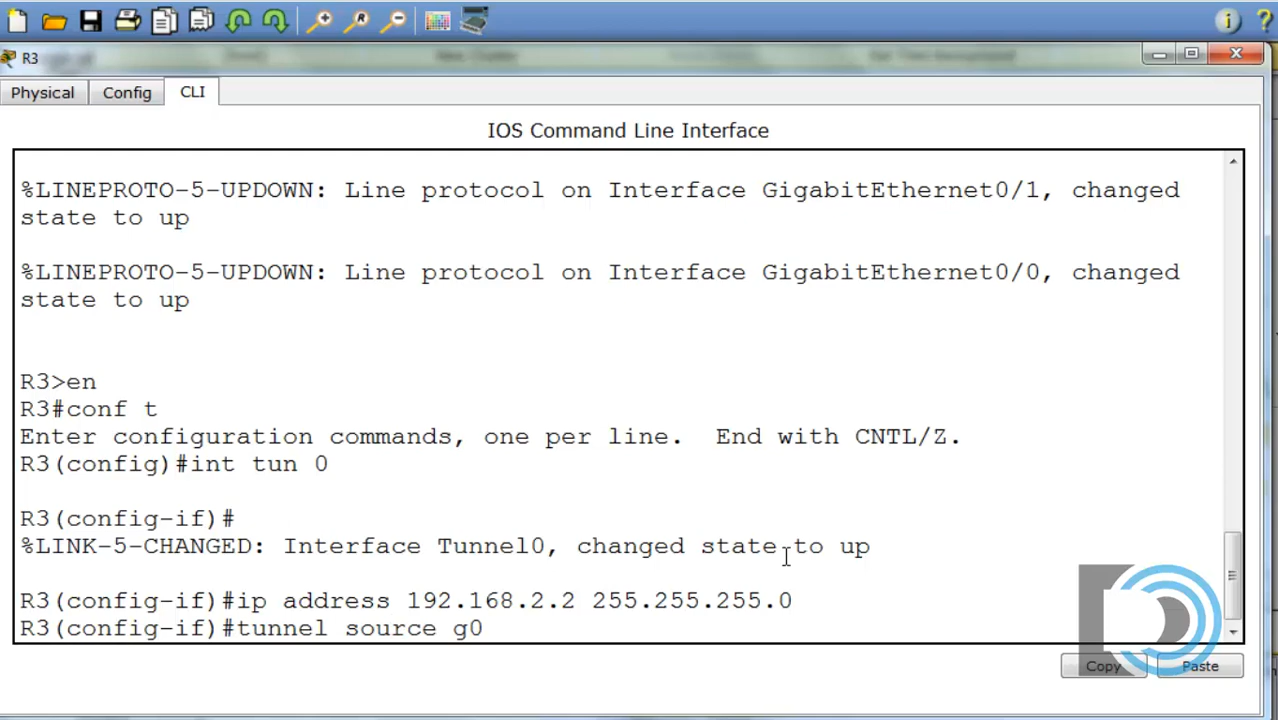 R3
Physical
Config
CLI
IOS Command Line Interface
%LINEPROTO-5-UPDOWN: Line protocol on Interface GigabitEthernet0/1, changed
state to up
%LINEPROTO-5-UPDOWN: Line protocol on Interface GigabitEthernet0/0, changed
state to up
R3>en
R3#conf t
Enter configuration commands, one per line.  End with CNTL/Z.
R3(config)#int tun 0
R3(config-if)#
%LINK-5-CHANGED: Interface Tunnel0, changed state to up
R3(config-if)#ip address 192.168.2.2 255.255.255.0
R3(config-if)#tunnel source g0
Copy
Paste